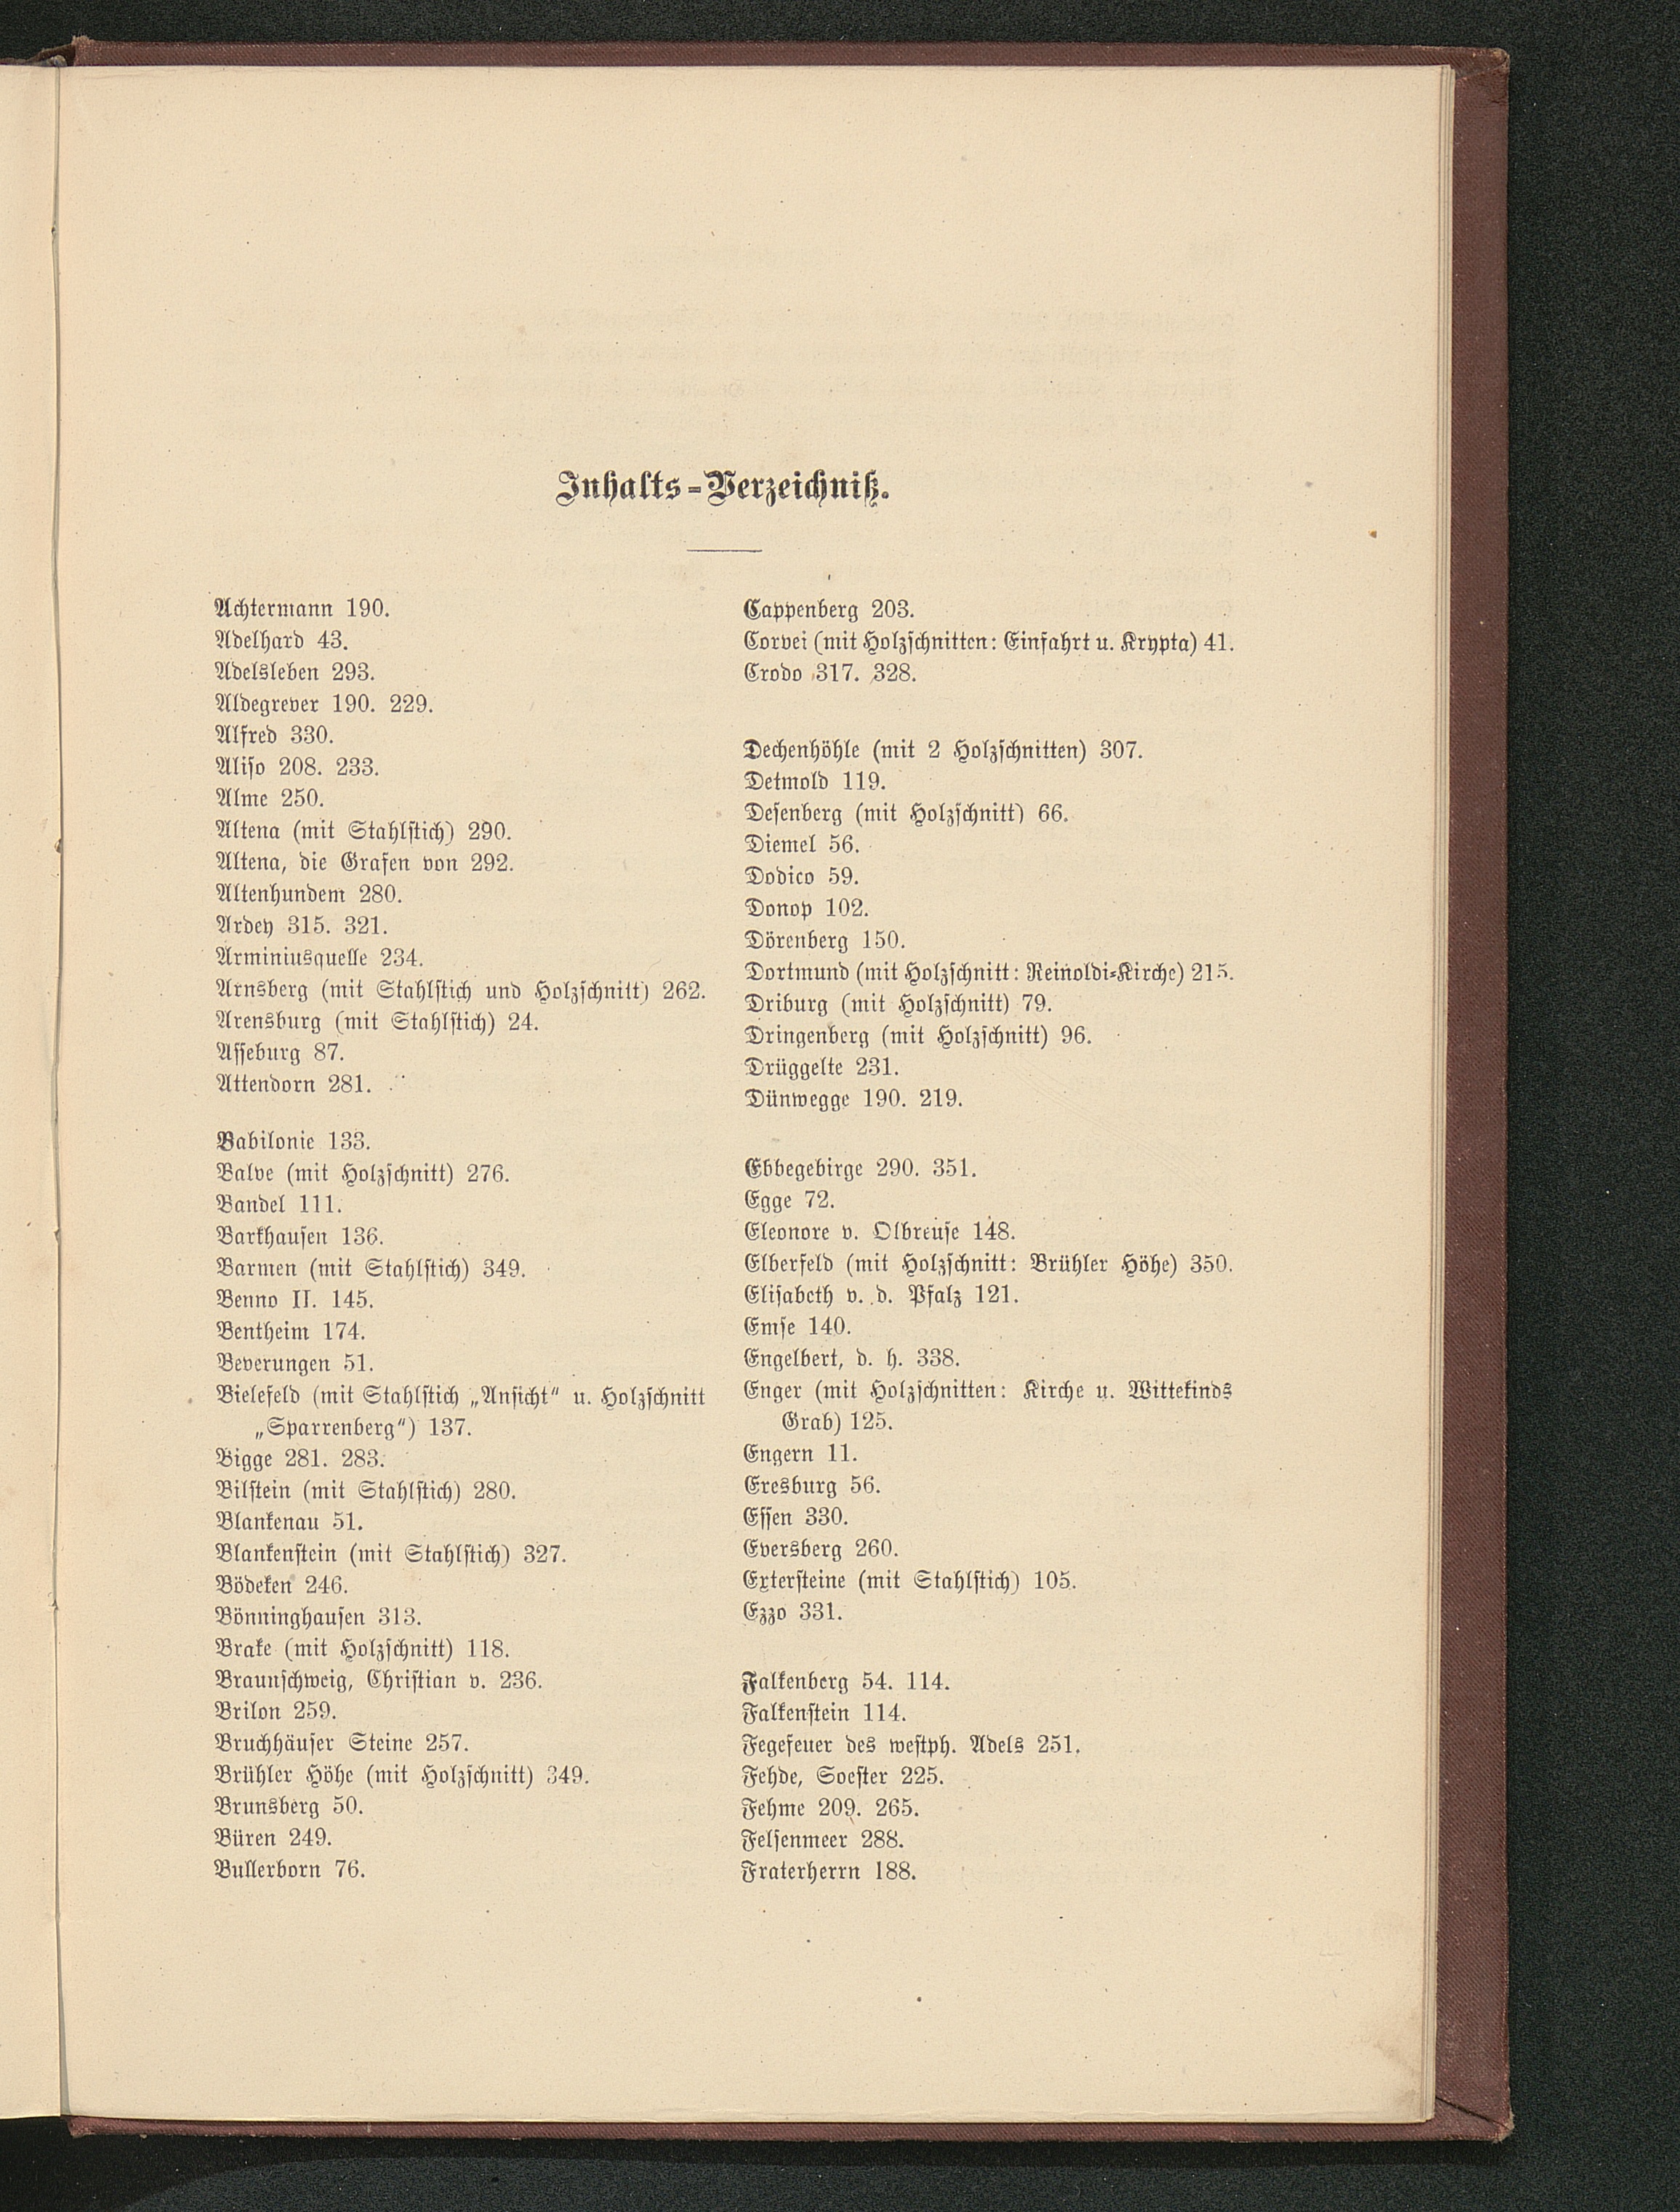 Inhalts-Verzeichniß.
Achtermann 190.
Adelhard 43.
Adelsleben 293.
Aldegrever 190. 229.
Alfred 330.
Aliso 208. 233.
Alme 250.
Altena (mit Stahlstich) 290.
Altena, die Grafen von 292.
Altenhundem 280.
Ardey 315. 321.
Arminiusquelle 234.
Arnsberg (mit Stahlstich und Holzschnitt) 262.
Arensburg (mit Stahlstich) 24.
Asseburg 87.
Attendorn 281.
Babilonie 133.
Balve (mit Holzschnitt) 276.
Bandel 111.
Barkhausen 136.
Barmen (mit Stahlstich) 349.
Benno II. 145.
Bentheim 174.
Beverungen 51.
Bielefeld (mit Stahlstich „Ansicht“ u. Holzschnitt
„Sparrenberg“) 137.
Bigge 281. 283.
Bilstein (mit Stahlstich) 280.
Blankenau 51.
Blankenstein (mit Stahlstich) 327.
Bödeken 246.
Bönninghausen 313.
Brake (mit Holzschnitt) 118.
Braunschweig, Christian v. 236.
Brilon 259.
Bruchhäuser Steine 257.
Brühler Höhe (mit Holzschnitt) 349.
Brunsberg 50.
Büren 249.
Bullerborn 76.
Cappenberg 203.
Corvei (mit Holzschnitten: Einfahrt u. Krypta) 41.
Crodo 317. 328.
Dechenhöhle (mit 2 Holzschnitten) 307.
Detmold 119.
Desenberg (mit Holzschnitt) 66.
Diemel 56.
Dodico 59.
Donop 102.
Dörenberg 150.
Dortmund (mit Holzschnitt: Reinoldi-Kirche) 215.
Driburg (mit Holzschnitt) 79.
Dringenberg (mit Holzschnitt) 96.
Drüggelte 231.
Dünwegge 190. 219.
Ebbegebirge 290. 351.
Egge 72.
Eleonore v. Olbreuse 148.
Elberfeld (mit Holzschnitt: Brühler Höhe) 350.
Elisabeth v. d. Pfalz 121.
Emse 140.
Engelbert, d. h. 338.
Enger (mit Holzschnitten: Kirche u. Wittekinds
Grab) 125.
Engern 11.
Eresburg 56.
Essen 330.
Eversberg 260.
Extersteine (mit Stahlstich) 105.
Ezzo 331.
Falkenberg 54. 114.
Falkenstein 114.
Fegefeuer des westph. Adels 251.
Fehde, Soester 225.
Fehme 209. 265.
Felsenmeer 288.
Fraterherrn 188.